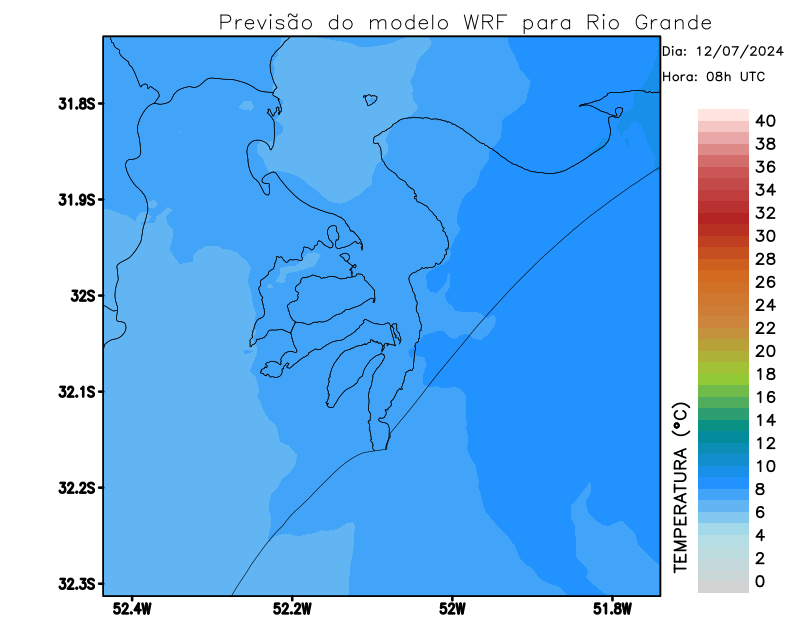 Previsão do modelo WRF para Rio Grande
Dia: 12/07/2024
Hora: 08h UTC
31.8S
31.9S
32S
32.1S
32.2S
32.3S
52.4W
52.2W
52W
51.8W
TEMPERATURA (°C)
40
38
36
34
32
30
28
26
24
22
20
18
16
14
12
10
8
6
4
2
0